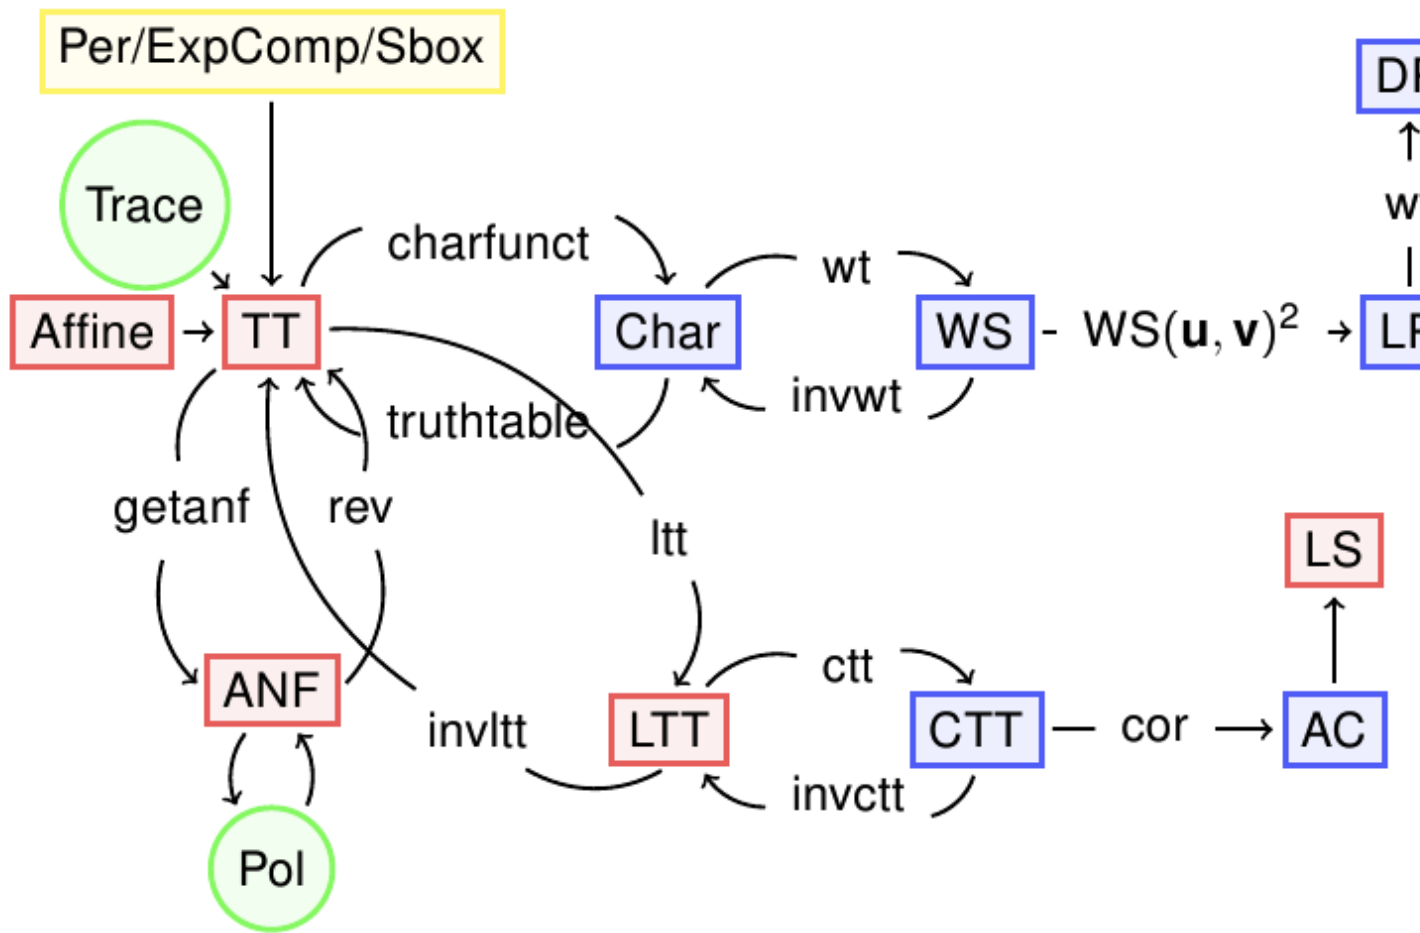 Per/ExpComp/Sbox
Trace
charfunct
wt
Affine
TT
Char
WS
WS(u, v)²
truthtable
invwt
getanf
rev
ltt
LS
ANF
ctt
invltt
LTT
CTT
cor
AC
invctt
Pol